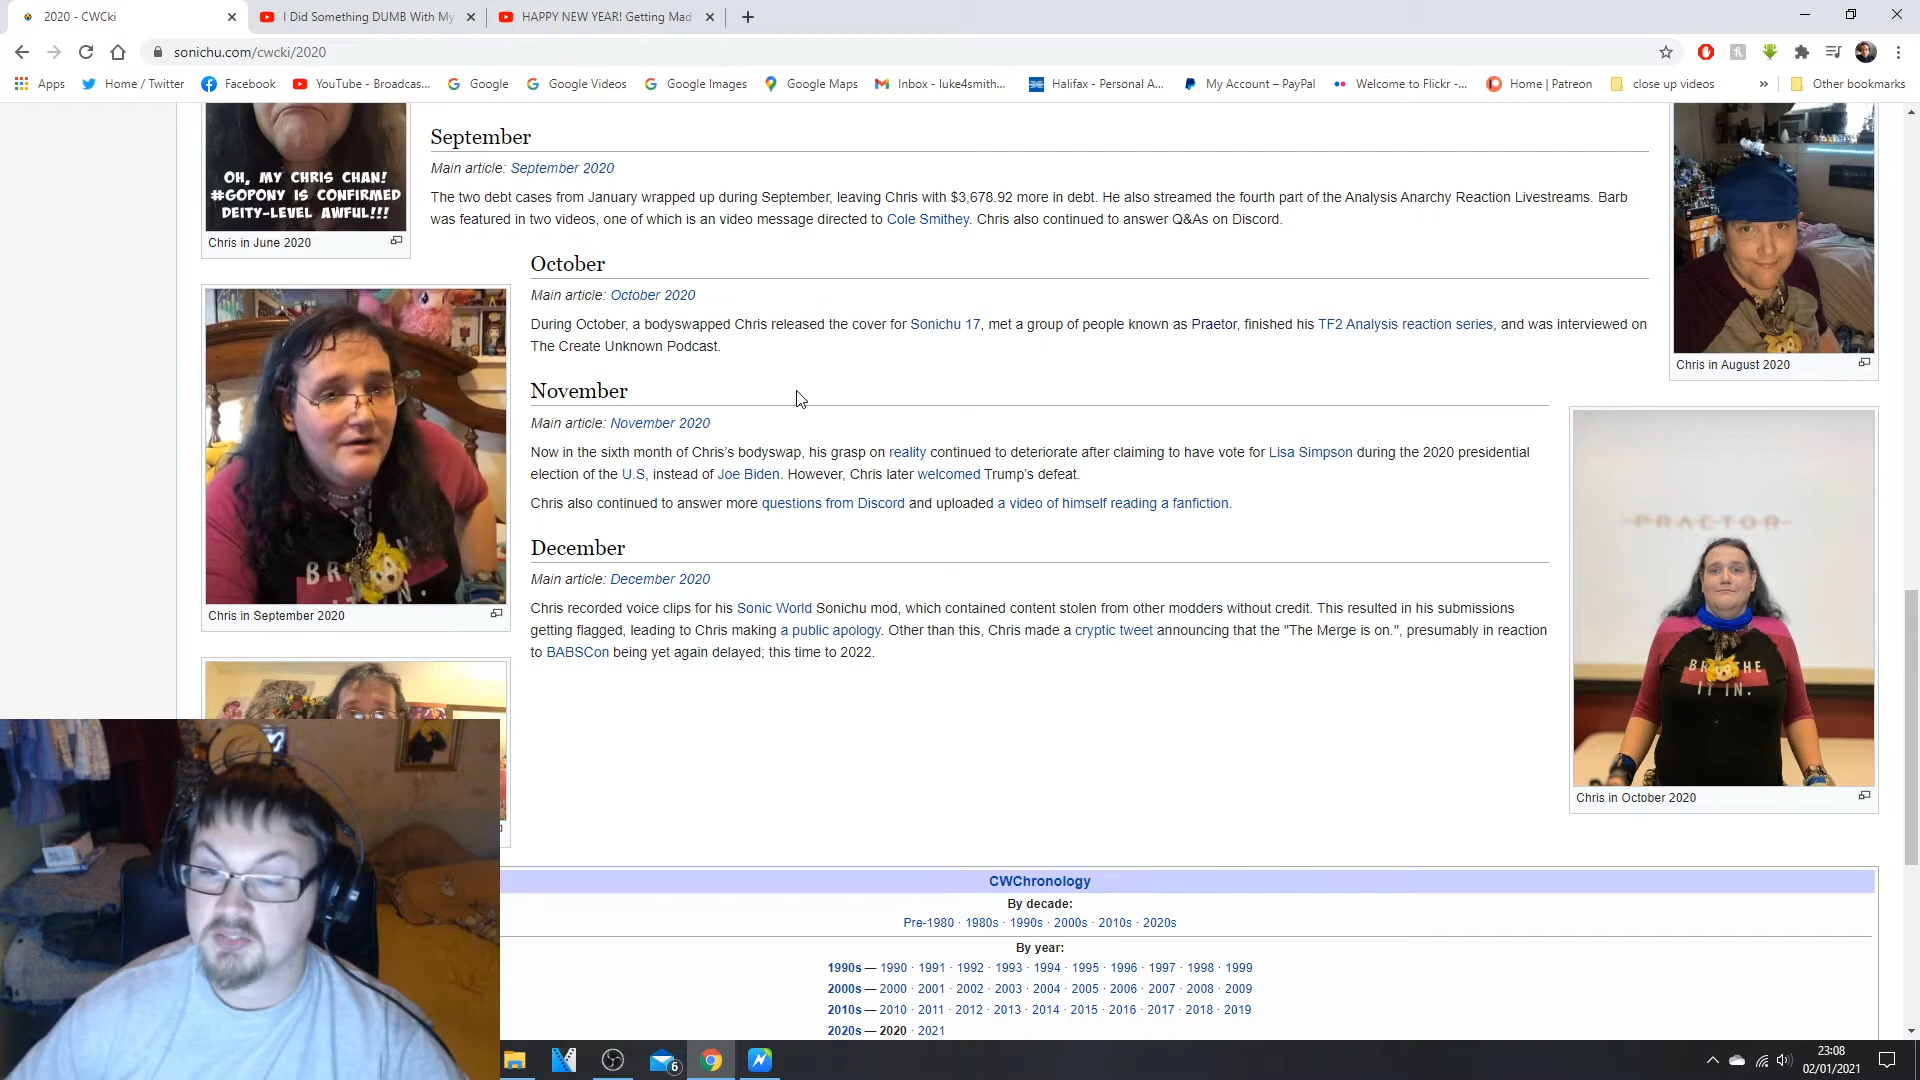 2020 - CWCki
I Did Something DUMB With My
HAPPY NEW YEAR! Getting Mad
sonichu.com/cwcki/2020
Apps
Home / Twitter
Facebook
YouTube - Broadcas...
Google
Google Videos
Google Images
Google Maps
Inbox - luke4smith...
Halifax - Personal A...
My Account – PayPal
Welcome to Flickr -...
Home | Patreon
close up videos
»
Other bookmarks
OH, MY CHRIS CHAN!
#GOPONY IS CONFIRMED
DEITY-LEVEL AWFUL!!!
Chris in June 2020
September
Main article: September 2020
The two debt cases from January wrapped up during September, leaving Chris with $3,678.92 more in debt. He also streamed the fourth part of the Analysis Anarchy Reaction Livestreams. Barb
was featured in two videos, one of which is an video message directed to Cole Smithey. Chris also continued to answer Q&As on Discord.
Chris in August 2020
October
Main article: October 2020
During October, a bodyswapped Chris released the cover for Sonichu 17, met a group of people known as Praetor, finished his TF2 Analysis reaction series, and was interviewed on
The Create Unknown Podcast.
Chris in September 2020
November
Main article: November 2020
Now in the sixth month of Chris's bodyswap, his grasp on reality continued to deteriorate after claiming to have vote for Lisa Simpson during the 2020 presidential
election of the U.S, instead of Joe Biden. However, Chris later welcomed Trump's defeat.
Chris also continued to answer more questions from Discord and uploaded a video of himself reading a fanfiction.
December
Main article: December 2020
Chris recorded voice clips for his Sonic World Sonichu mod, which contained content stolen from other modders without credit. This resulted in his submissions
getting flagged, leading to Chris making a public apology. Other than this, Chris made a cryptic tweet announcing that the "The Merge is on.", presumably in reaction
to BABSCon being yet again delayed; this time to 2022.
PRAETOR
IT IN.
Chris in October 2020
CWChronology
By decade:
Pre-1980 · 1980s · 1990s · 2000s · 2010s · 2020s
By year:
1990s — 1990 · 1991 · 1992 · 1993 · 1994 · 1995 · 1996 · 1997 · 1998 · 1999
2000s — 2000 · 2001 · 2002 · 2003 · 2004 · 2005 · 2006 · 2007 · 2008 · 2009
2010s — 2010 · 2011 · 2012 · 2013 · 2014 · 2015 · 2016 · 2017 · 2018 · 2019
2020s — 2020 · 2021
6
23:08
02/01/2021